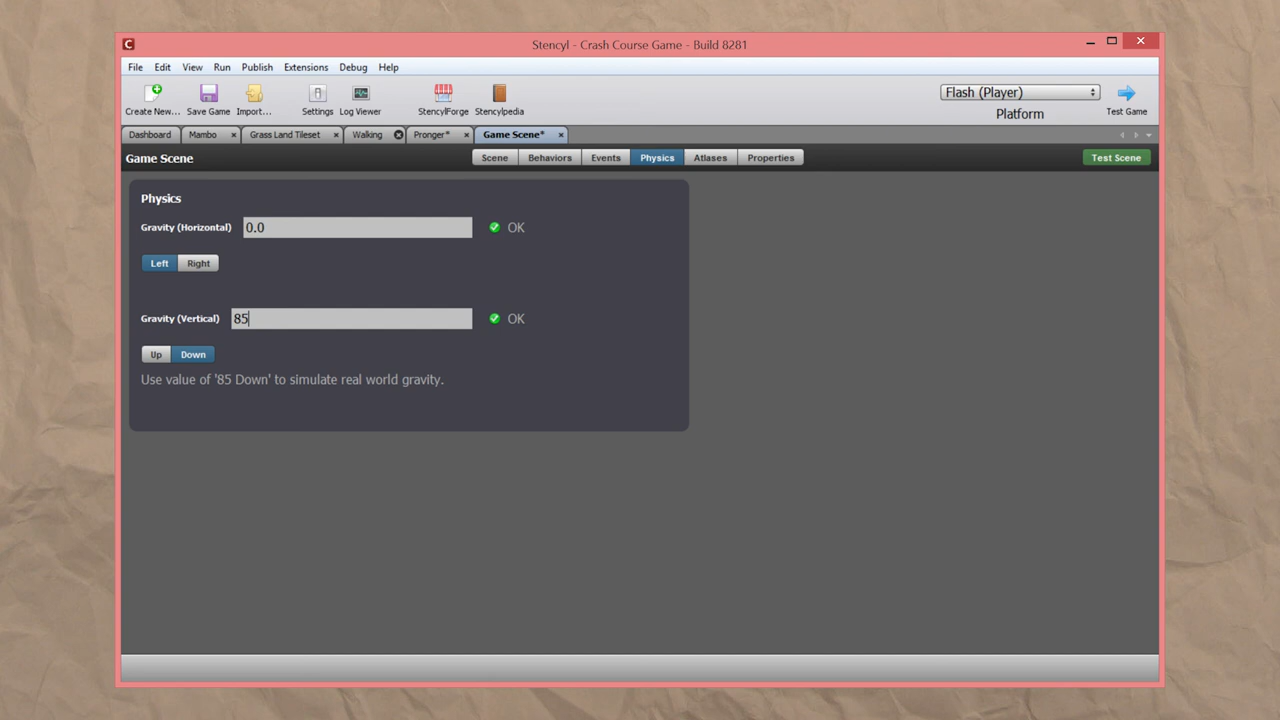 C
Stencyl - Crash Course Game - Build 8281
File Edit View Run Publish Extensions Debug Help
Create New... Save Game Import... Settings Log Viewer StencylForge Stencylpedia
Flash (Player)
Platform
Test Game
Dashboard Mambo Grass Land Tileset Walking Pronger* Game Scene*
Game Scene
Scene Behaviors Events Physics Atlases Properties
Test Scene
Physics
Gravity (Horizontal) 0.0 OK
Left Right
Gravity (Vertical) 85 OK
Up Down
Use value of '85 Down' to simulate real world gravity.